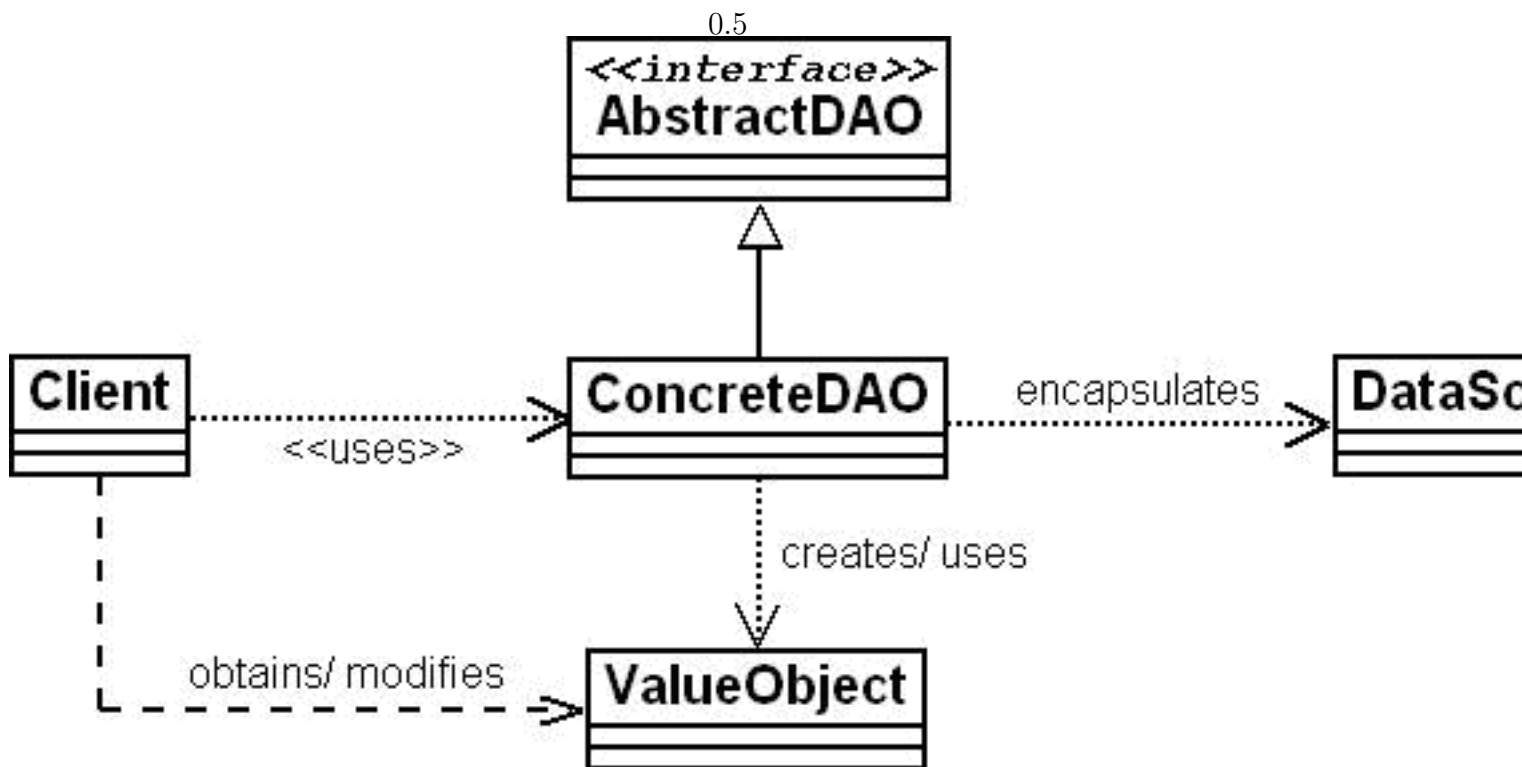 0.5
<<interface>>
AbstractDAO
Client
<<uses>>
ConcreteDAO
encapsulates
creates/ uses
obtains/ modifies
ValueObject